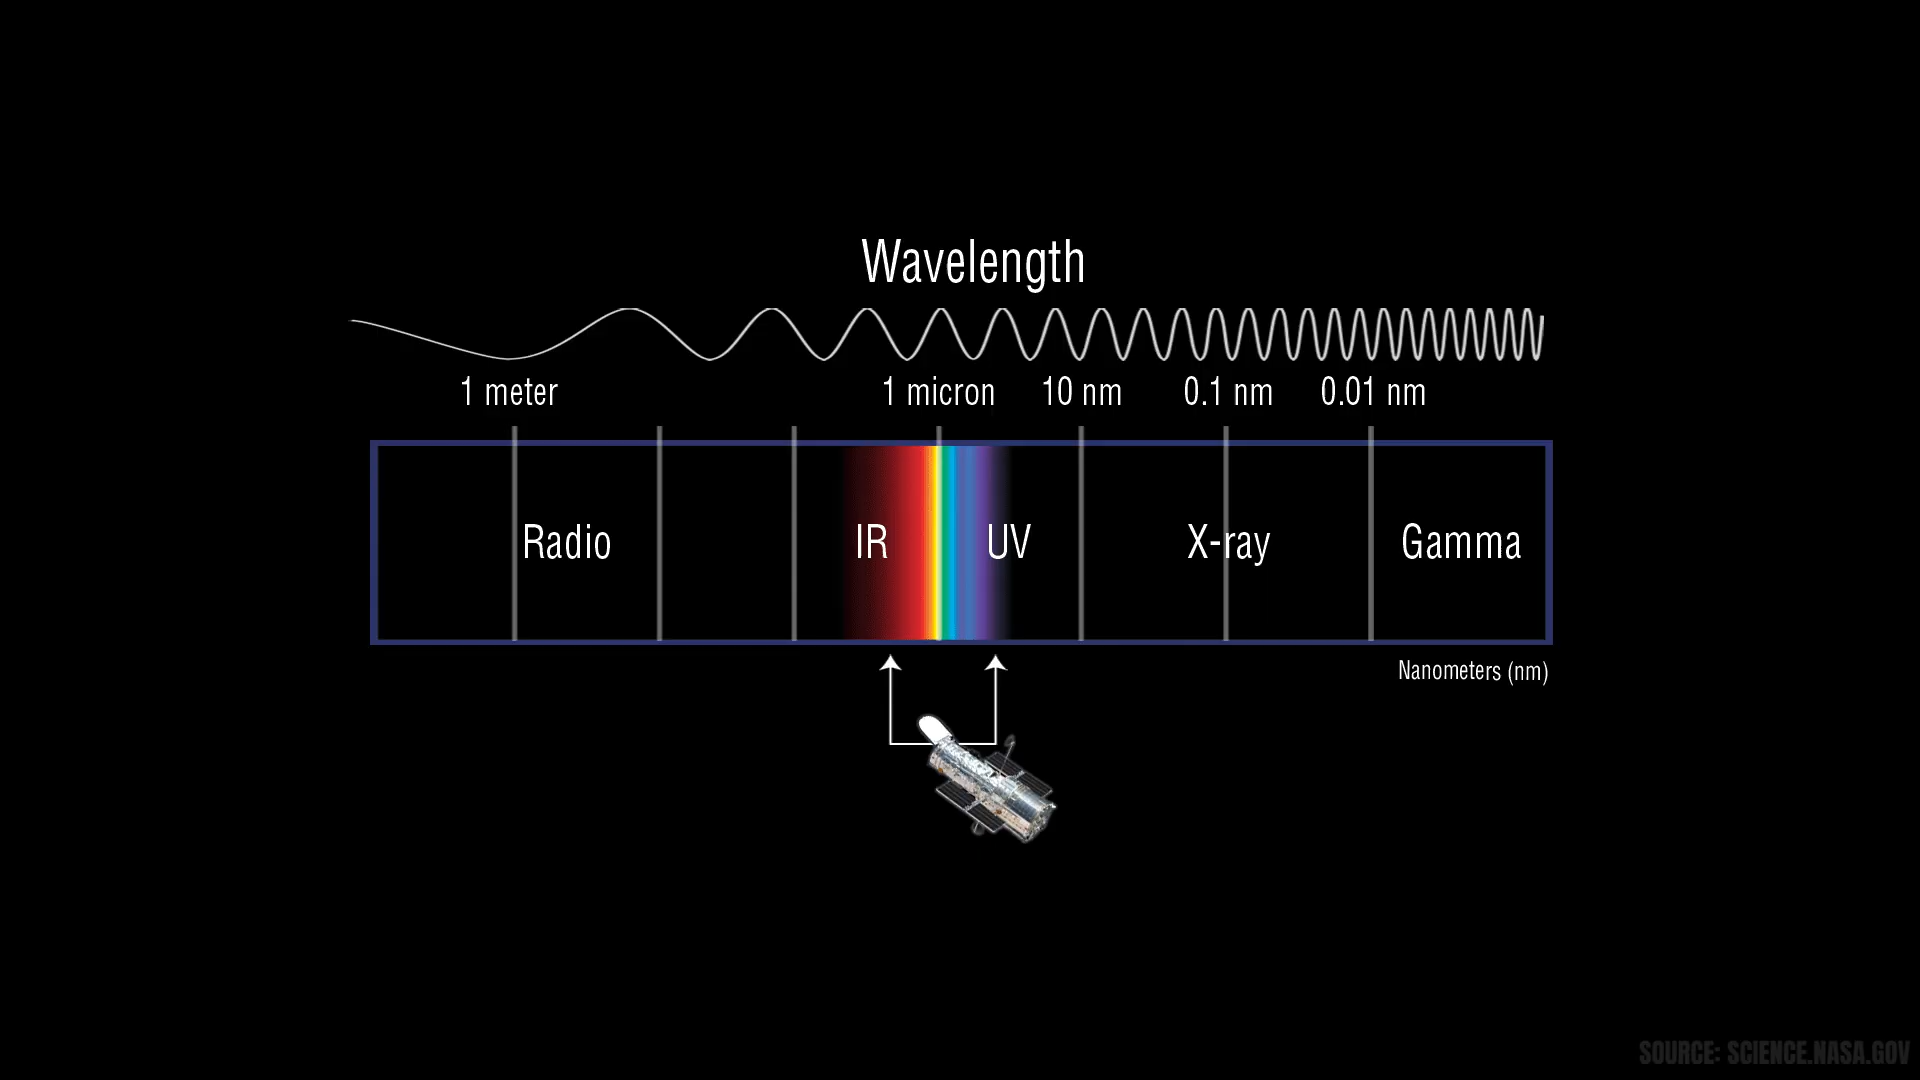 Wavelength
1 meter 1 micron 10 nm 0.1 nm 0.01 nm
Radio IR UV X-ray Gamma
Nanometers (nm)
SOURCE: SCIENCE.NASA.GOV